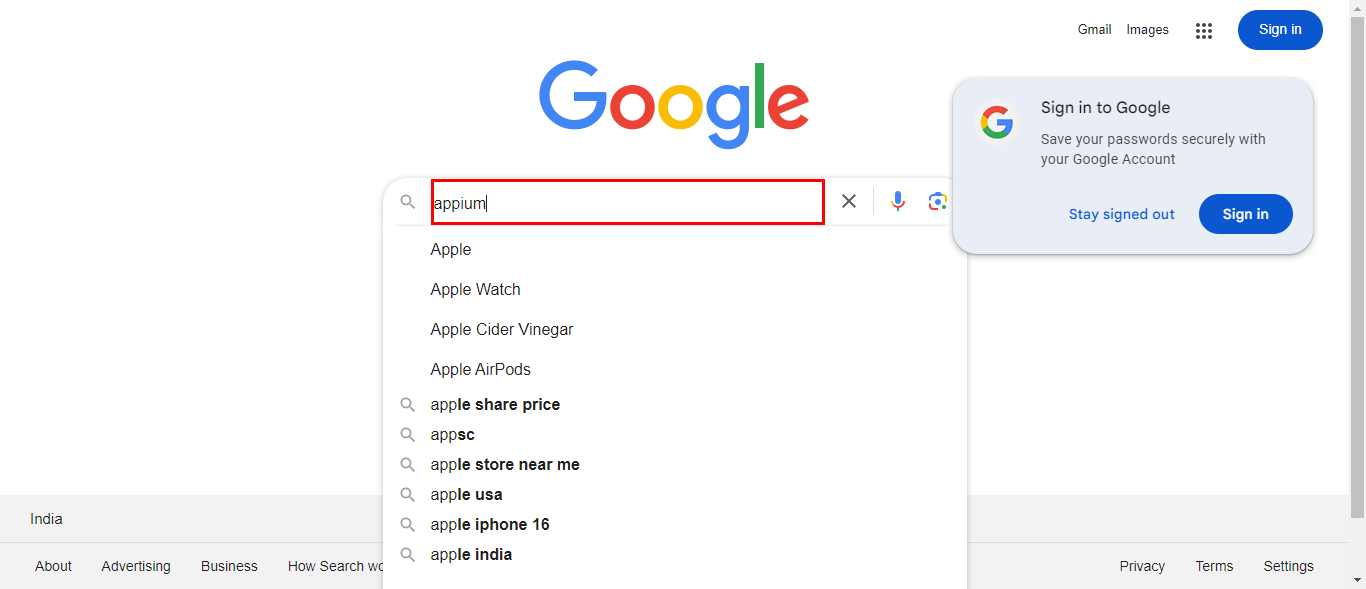 Gmail Images Sign in
Google
Sign in to Google
Save your passwords securely with
your Google Account
Stay signed out Sign in
appium
Apple
Apple Watch
Apple Cider Vinegar
Apple AirPods
apple share price
appsc
apple store near me
apple usa
apple iphone 16
apple india
India
About Advertising Business How Search wo
Privacy Terms Settings